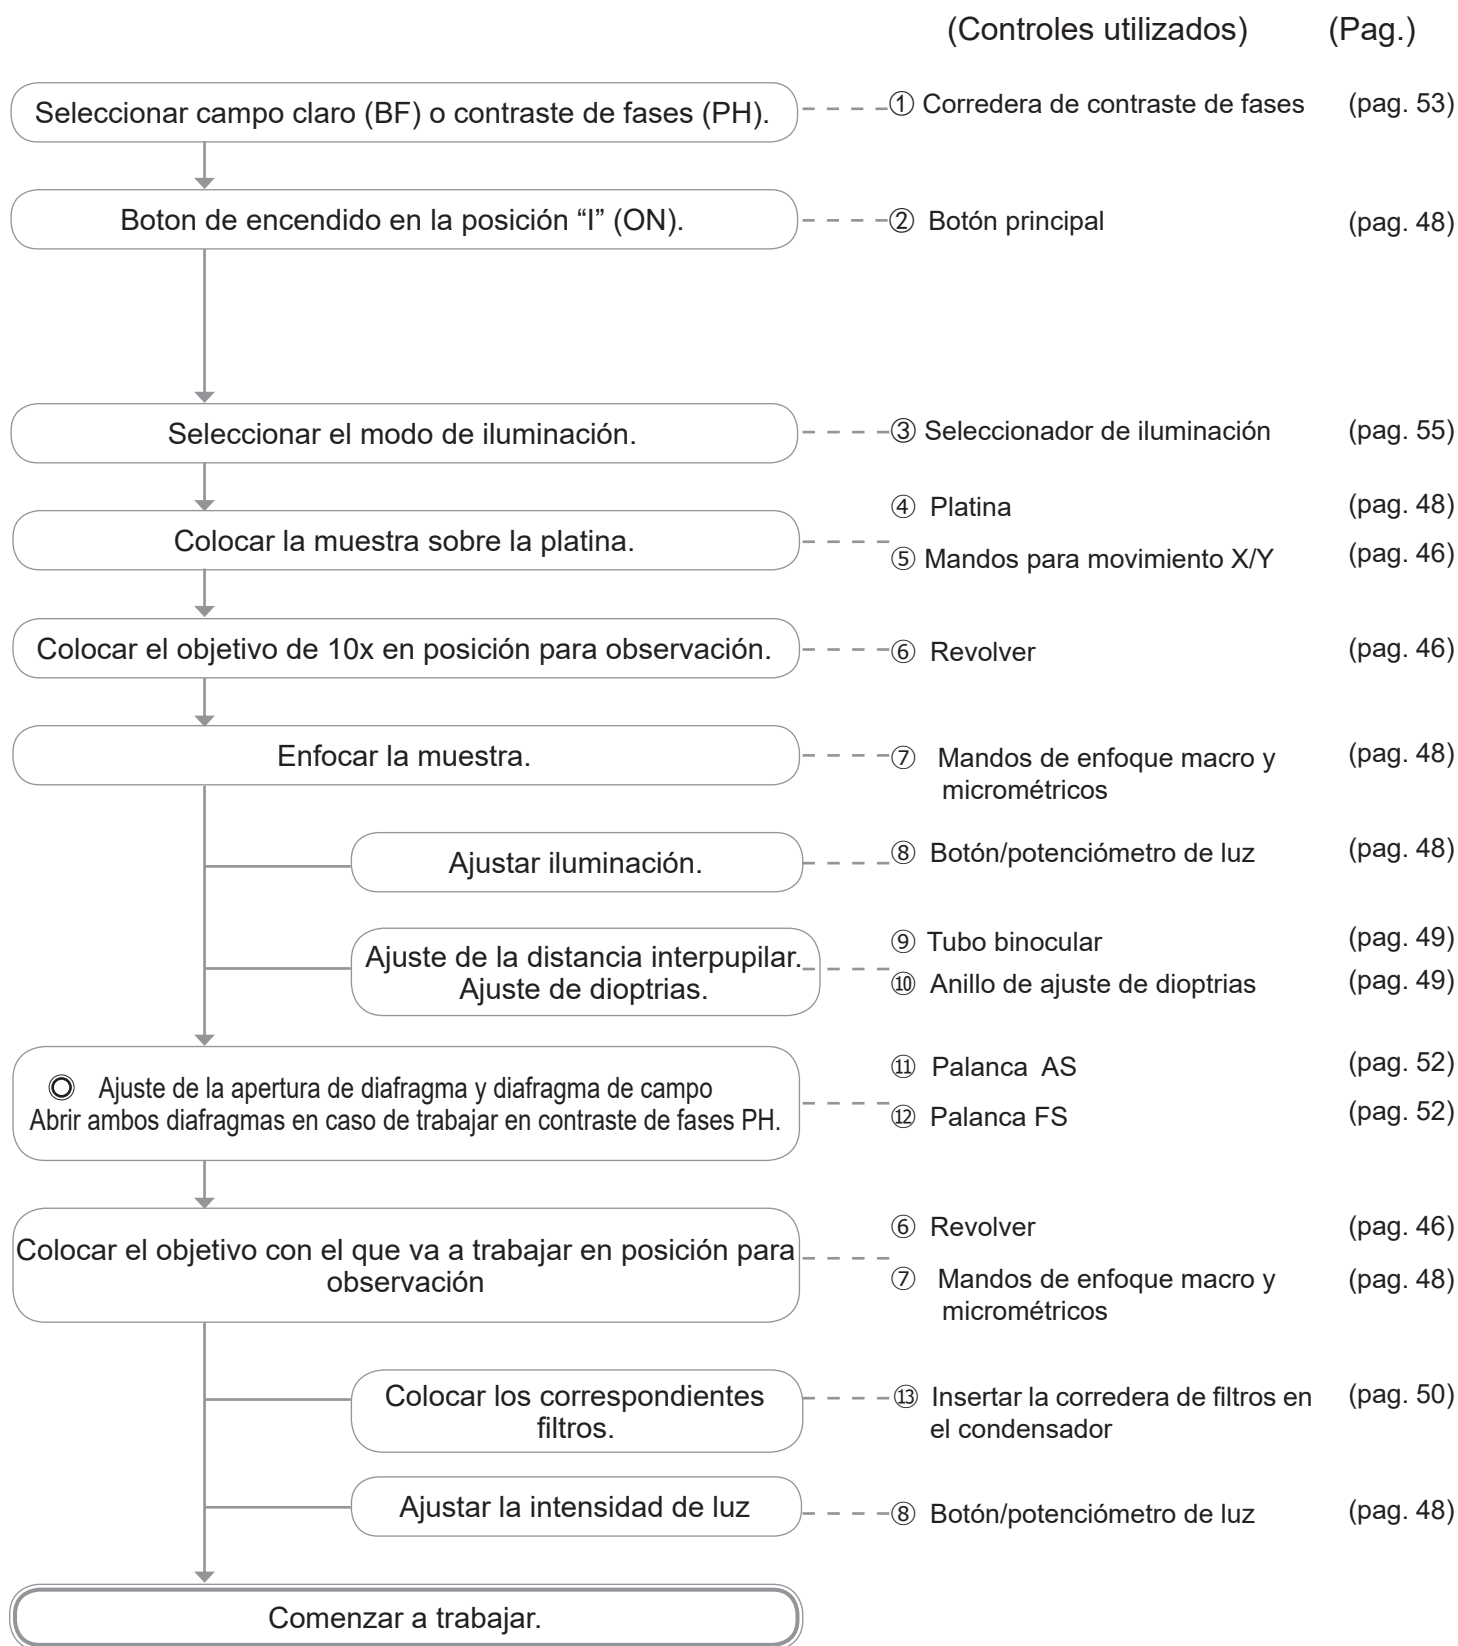 (Controles utilizados) (Pag.)
Seleccionar campo claro (BF) o contraste de fases (PH). ① Corredera de contraste de fases (pag. 53)
Boton de encendido en la posición “I” (ON). ② Botón principal (pag. 48)
Seleccionar el modo de iluminación. ③ Seleccionador de iluminación (pag. 55)
④ Platina (pag. 48)
Colocar la muestra sobre la platina.
⑤ Mandos para movimiento X/Y (pag. 46)
Colocar el objetivo de 10x en posición para observación. ⑥ Revolver (pag. 46)
Enfocar la muestra. ⑦ Mandos de enfoque macro y (pag. 48)
micrométricos
Ajustar iluminación. ⑧ Botón/potenciómetro de luz (pag. 48)
Ajuste de la distancia interpupilar. ⑨ Tubo binocular (pag. 49)
Ajuste de dioptrias. ⑩ Anillo de ajuste de dioptrias (pag. 49)
◎ Ajuste de la apertura de diafragma y diafragma de campo ⑪ Palanca AS (pag. 52)
Abrir ambos diafragmas en caso de trabajar en contraste de fases PH. ⑫ Palanca FS (pag. 52)
Colocar el objetivo con el que va a trabajar en posición para ⑥ Revolver (pag. 46)
observación ⑦ Mandos de enfoque macro y (pag. 48)
micrométricos
Colocar los correspondientes ⑬ Insertar la corredera de filtros en (pag. 50)
filtros. el condensador
Ajustar la intensidad de luz ⑧ Botón/potenciómetro de luz (pag. 48)
Comenzar a trabajar.